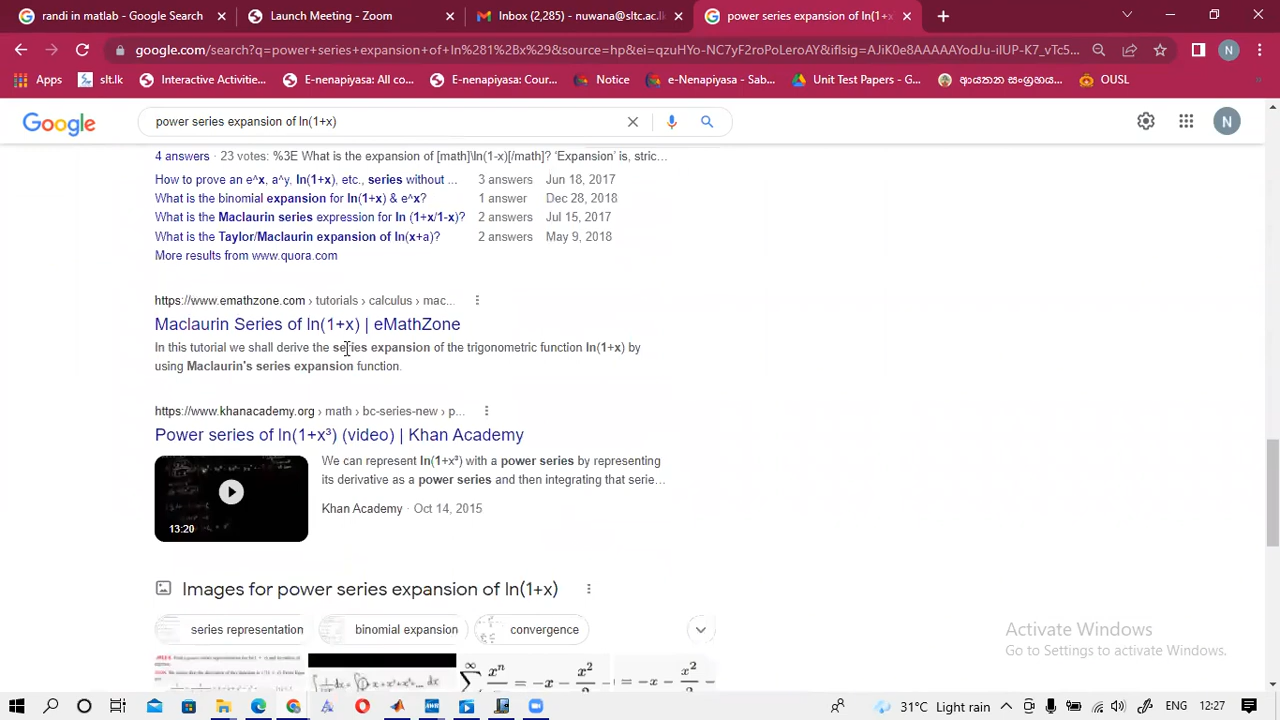 randi in matlab - Google Search
Launch Meeting - Zoom
Inbox (2,285) - nuwana@sltc.ac.lk
power series expansion of ln(1+x
google.com/search?q=power+series+expansion+of+ln%281%2Bx%29&source=hp&ei=qzuHYo-NC7yF2roPoLeroAY&iflsig=AJiK0e8AAAAAYodJu-iIUP-K7_vTc5...
Apps
slt.lk
Interactive Activitie...
E-nenapiyasa: All co...
E-nenapiyasa: Cour...
Notice
e-Nenapiyasa - Sab...
Unit Test Papers - G...
ආයතන සංග්‍රහය...
OUSL
Google
power series expansion of ln(1+x)
N
4 answers · 23 votes: %3E What is the expansion of [math]\ln(1-x)[/math]? ‘Expansion’ is, stric...
How to prove an e^x, a^y, ln(1+x), etc., series without ... 3 answers Jun 18, 2017
What is the binomial expansion for ln(1+x) & e^x? 1 answer Dec 28, 2018
What is the Maclaurin series expression for ln (1+x/1-x)? 2 answers Jul 15, 2017
What is the Taylor/Maclaurin expansion of ln(x+a)? 2 answers May 9, 2018
More results from www.quora.com
https://www.emathzone.com › tutorials › calculus › mac...
Maclaurin Series of ln(1+x) | eMathZone
In this tutorial we shall derive the series expansion of the trigonometric function ln(1+x) by
using Maclaurin's series expansion function.
https://www.khanacademy.org › math › bc-series-new › p...
Power series of ln(1+x³) (video) | Khan Academy
We can represent ln(1+x³) with a power series by representing
its derivative as a power series and then integrating that serie...
13:20
Khan Academy · Oct 14, 2015
Images for power series expansion of ln(1+x)
series representation
binomial expansion
convergence
Activate Windows
Go to Settings to activate Windows.
31°C Light rain
ENG
12:27